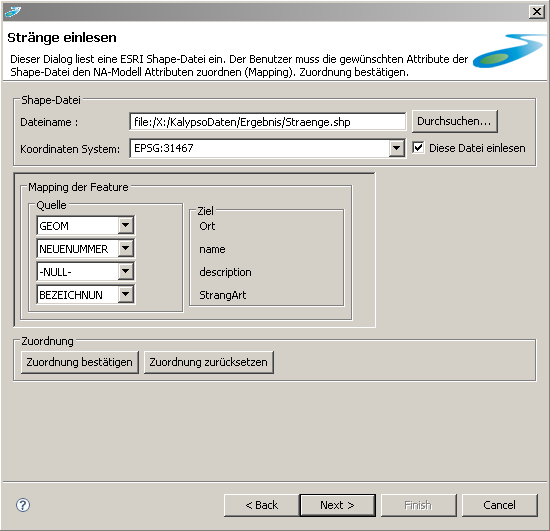 Stränge einlesen
Dieser Dialog liest eine ESRI Shape-Datei ein. Der Benutzer muss die gewünschten Attribute der
Shape-Datei den NA-Modell Attributen zuordnen (Mapping). Zuordnung bestätigen.
Shape-Datei
Dateiname : file:/X:/KalypsoDaten/Ergebnis/Straenge.shp Durchsuchen...
Koordinaten System: EPSG:31467 Diese Datei einlesen
Mapping der Feature
Quelle Ziel
GEOM Ort
NEUENUMMER name
-NULL- description
BEZEICHNUN StrangArt
Zuordnung
Zuordnung bestätigen Zuordnung zurücksetzen
? < Back Next > Finish Cancel